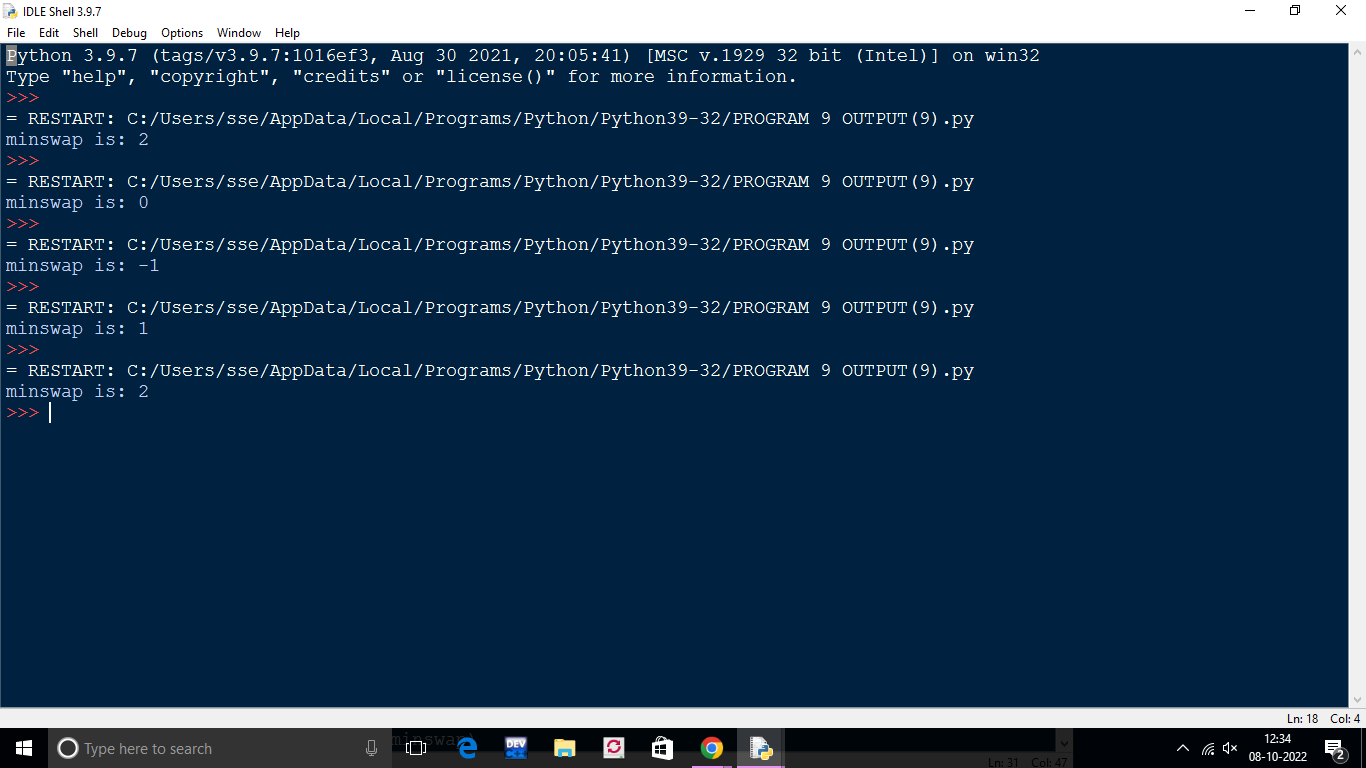 IDLE Shell 3.9.7
File Edit Shell Debug Options Window Help
Python 3.9.7 (tags/v3.9.7:1016ef3, Aug 30 2021, 20:05:41) [MSC v.1929 32 bit (Intel)] on win32
Type "help", "copyright", "credits" or "license()" for more information.
>>>
= RESTART: C:/Users/sse/AppData/Local/Programs/Python/Python39-32/PROGRAM 9 OUTPUT(9).py
minswap is: 2
>>>
= RESTART: C:/Users/sse/AppData/Local/Programs/Python/Python39-32/PROGRAM 9 OUTPUT(9).py
minswap is: 0
>>>
= RESTART: C:/Users/sse/AppData/Local/Programs/Python/Python39-32/PROGRAM 9 OUTPUT(9).py
minswap is: -1
>>>
= RESTART: C:/Users/sse/AppData/Local/Programs/Python/Python39-32/PROGRAM 9 OUTPUT(9).py
minswap is: 1
>>>
= RESTART: C:/Users/sse/AppData/Local/Programs/Python/Python39-32/PROGRAM 9 OUTPUT(9).py
minswap is: 2
>>>
Ln: 18 Col: 4
Type here to search
minswap)
DEV
Ln: 31 Col: 47
12:34
08-10-2022
2